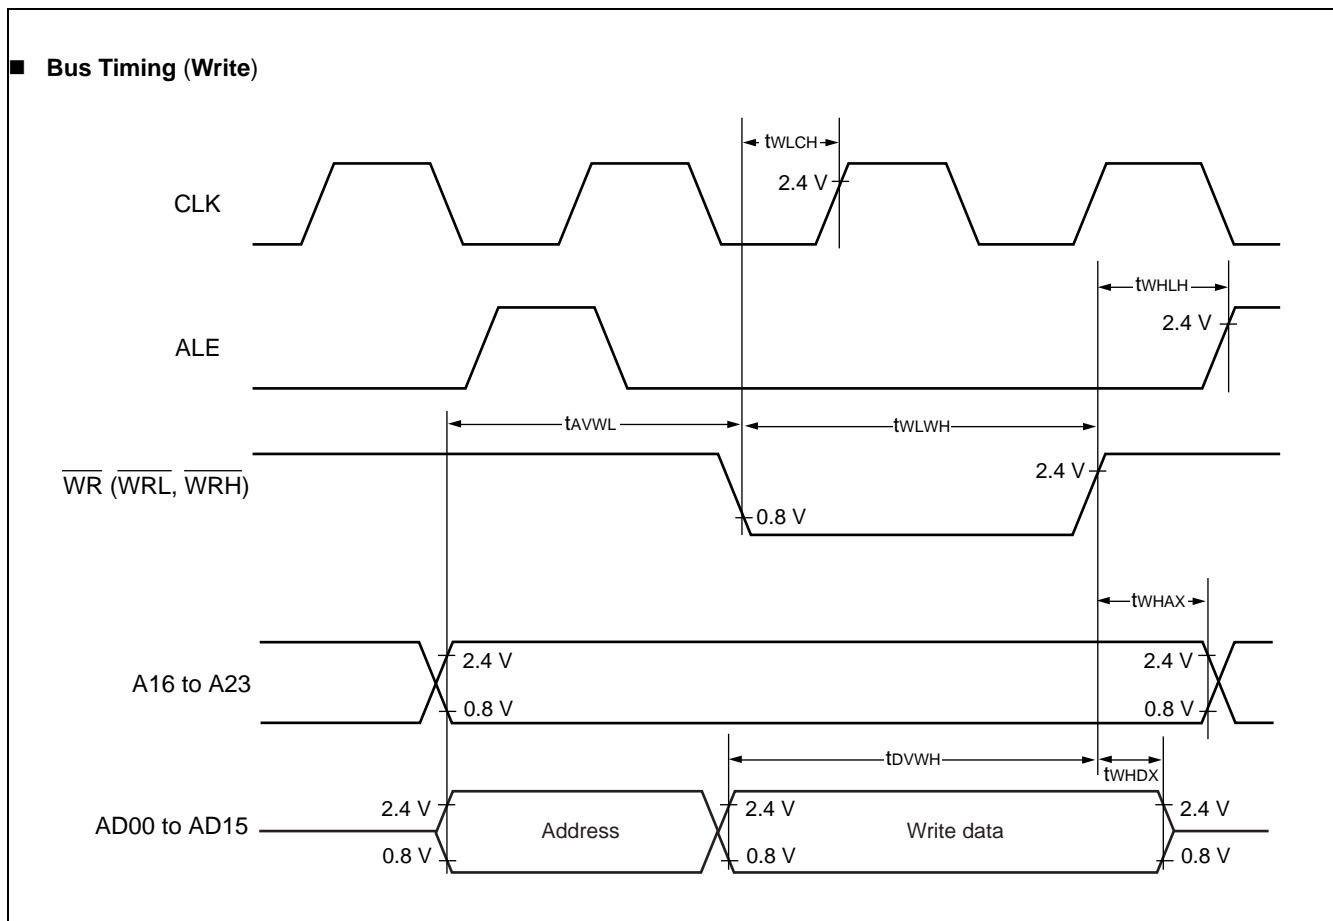 ■ Bus Timing (Write)
tWLCH
2.4 V
CLK
tWHLH
2.4 V
ALE
tAVWL
tWLWH
2.4 V
WR (WRL, WRH)
0.8 V
tWHAX
2.4 V
2.4 V
A16 to A23
0.8 V
0.8 V
tDVWH
tWHDX
2.4 V
2.4 V
2.4 V
AD00 to AD15
Address
Write data
0.8 V
0.8 V
0.8 V